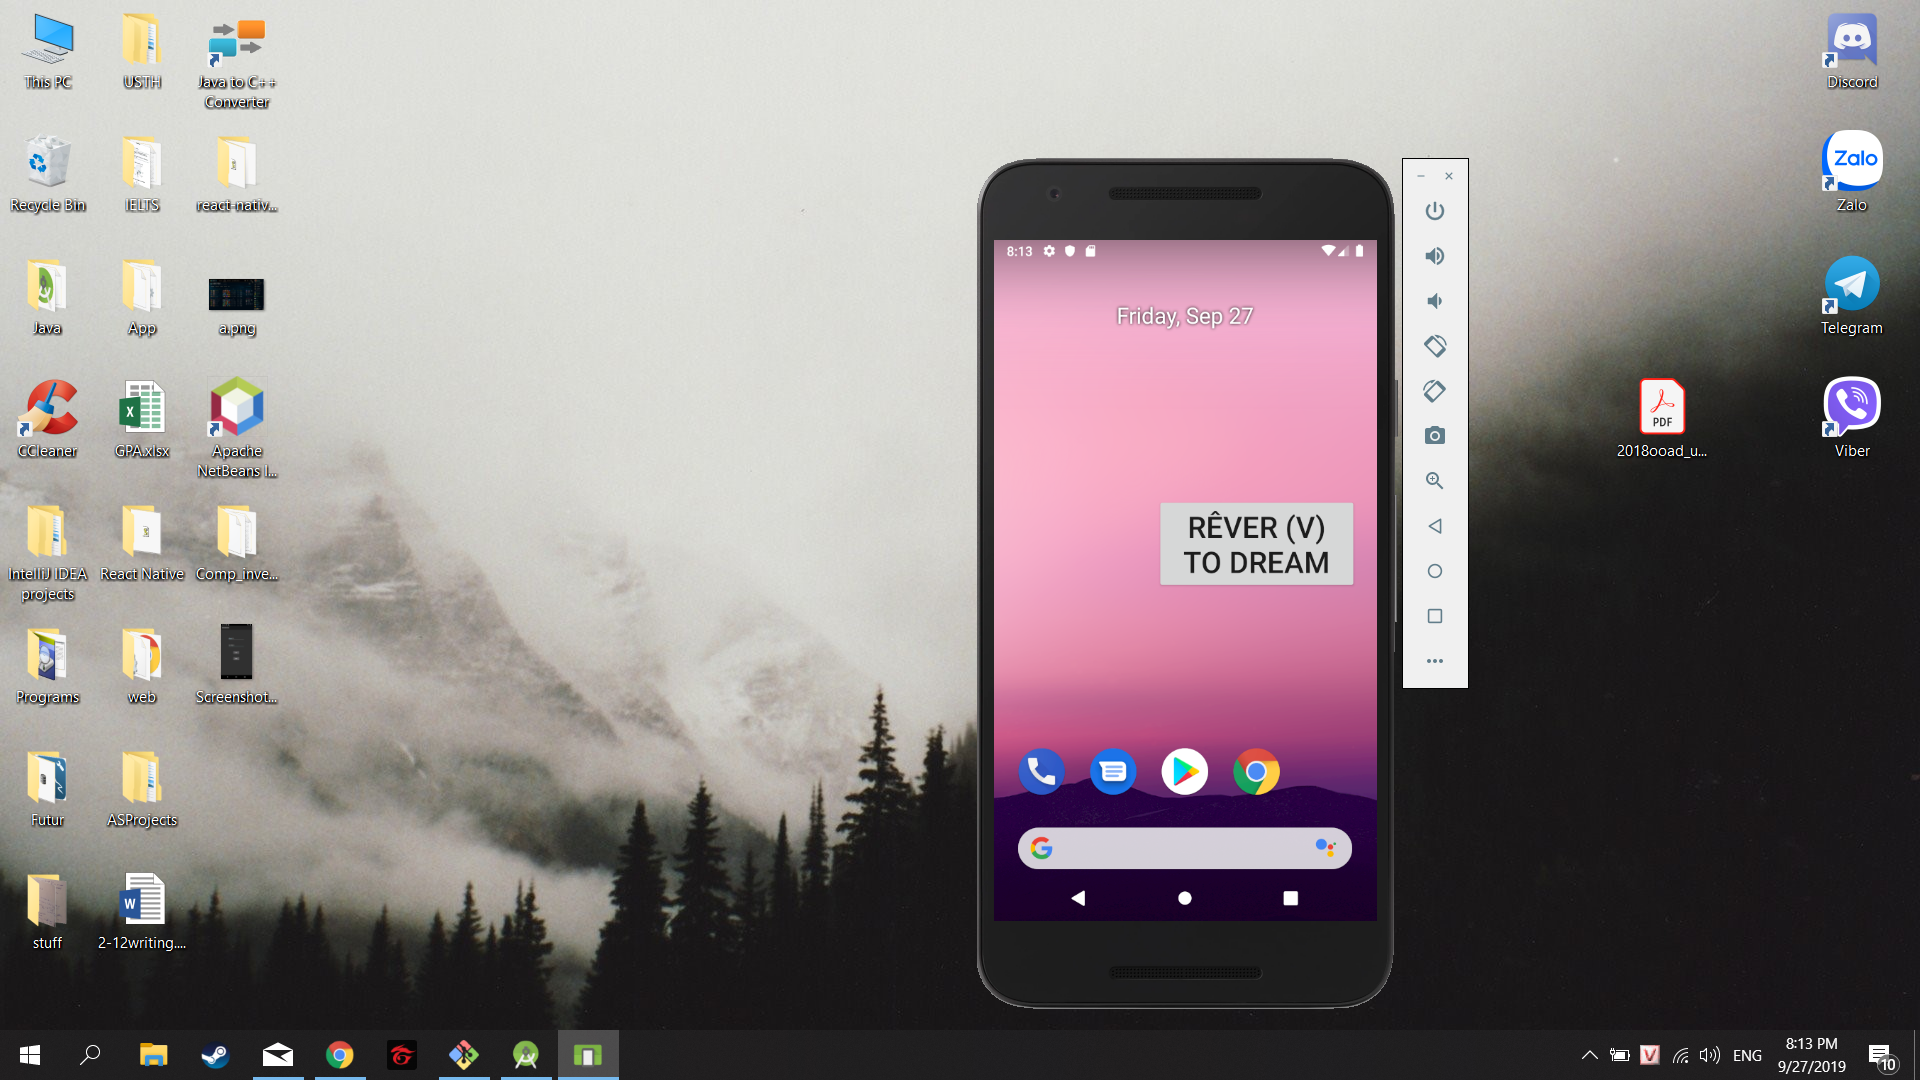 This PC
USTH
Java to C++
Converter
Recycle Bin
IELTS
react-nativ...
Java
App
a.png
CCleaner
GPA.xlsx
Apache
NetBeans I...
IntelliJ IDEA
projects
React Native
Comp_inve...
Programs
web
Screenshot...
Futur
ASProjects
stuff
2-12writing....
8:13
Friday, Sep 27
RÊVER (V)
TO DREAM
Discord
Zalo
Zalo
Telegram
PDF
2018ooad_u...
Viber
ENG
8:13 PM
9/27/2019
10